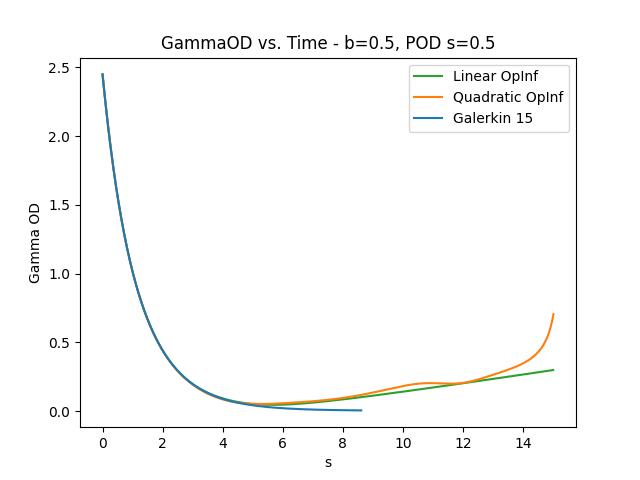 GammaOD vs. Time - b=0.5, POD s=0.5
Linear OpInf
Quadratic OpInf
Galerkin 15
Gamma OD
2.5
2.0
1.5
1.0
0.5
0.0
0 2 4 6 8 10 12 14
s